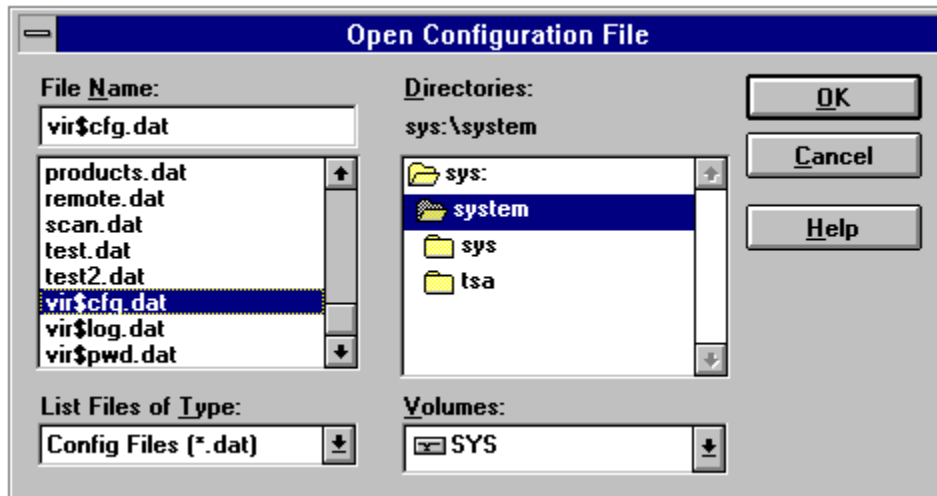 Open Configuration File
File Name:
vir$cfg.dat
products.dat
remote.dat
scan.dat
test.dat
test2.dat
vir$cfg.dat
vir$log.dat
vir$pwd.dat
List Files of Type:
Config Files (*.dat)
Directories:
sys:\system
sys:
system
sys
tsa
Volumes:
SYS
OK
Cancel
Help